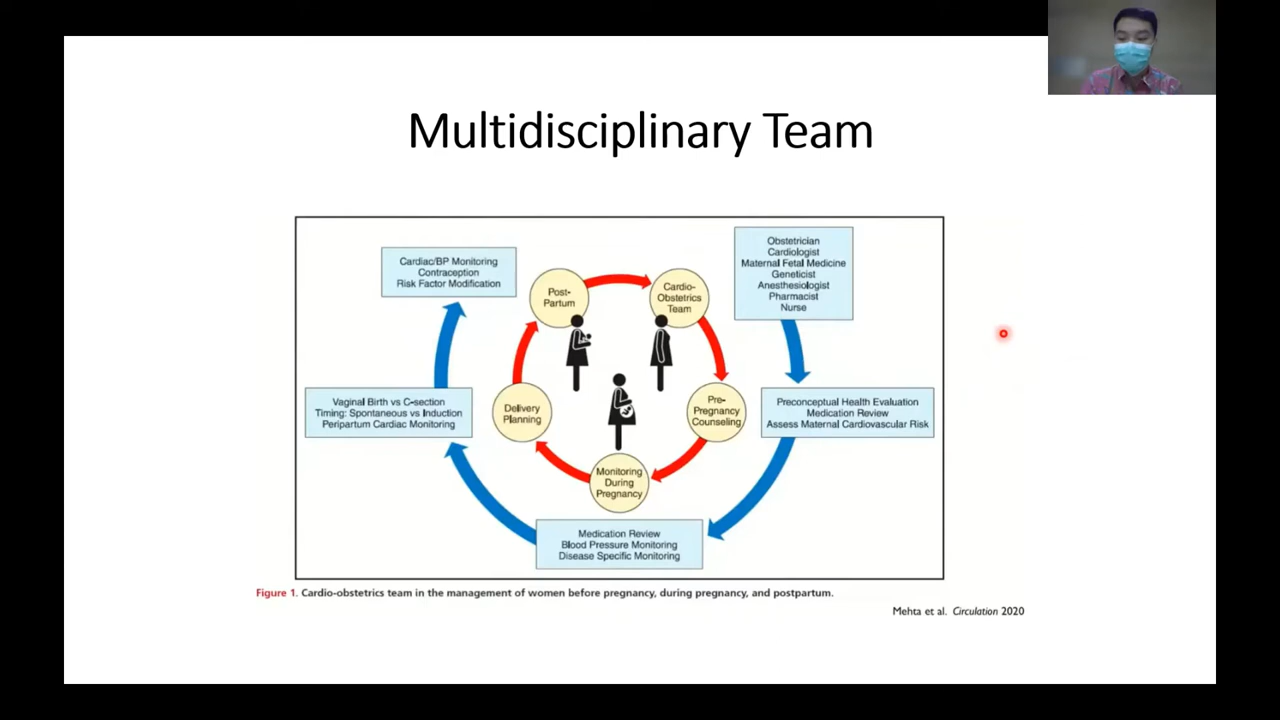 Multidisciplinary Team
Cardiac/BP Monitoring
Contraception
Risk Factor Modification
Post-
Partum
Cardio-
Obstetrics
Team
Obstetrician
Cardiologist
Maternal Fetal Medicine
Geneticist
Anesthesiologist
Pharmacist
Nurse
Vaginal Birth vs C-section
Timing: Spontaneous vs Induction
Peripartum Cardiac Monitoring
Delivery
Planning
Pre-
Pregnancy
Counseling
Preconceptual Health Evaluation
Medication Review
Assess Maternal Cardiovascular Risk
Monitoring
During
Pregnancy
Medication Review
Blood Pressure Monitoring
Disease Specific Monitoring
Figure 1. Cardio-obstetrics team in the management of women before pregnancy, during pregnancy, and postpartum.
Mehta et al. Circulation 2020